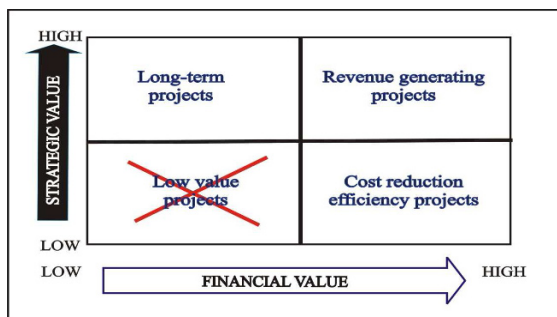 HIGH
STRATEGIC VALUE
Long-term
projects
Revenue generating
projects
Low value
projects
Cost reduction
efficiency projects
LOW
LOW
FINANCIAL VALUE
HIGH